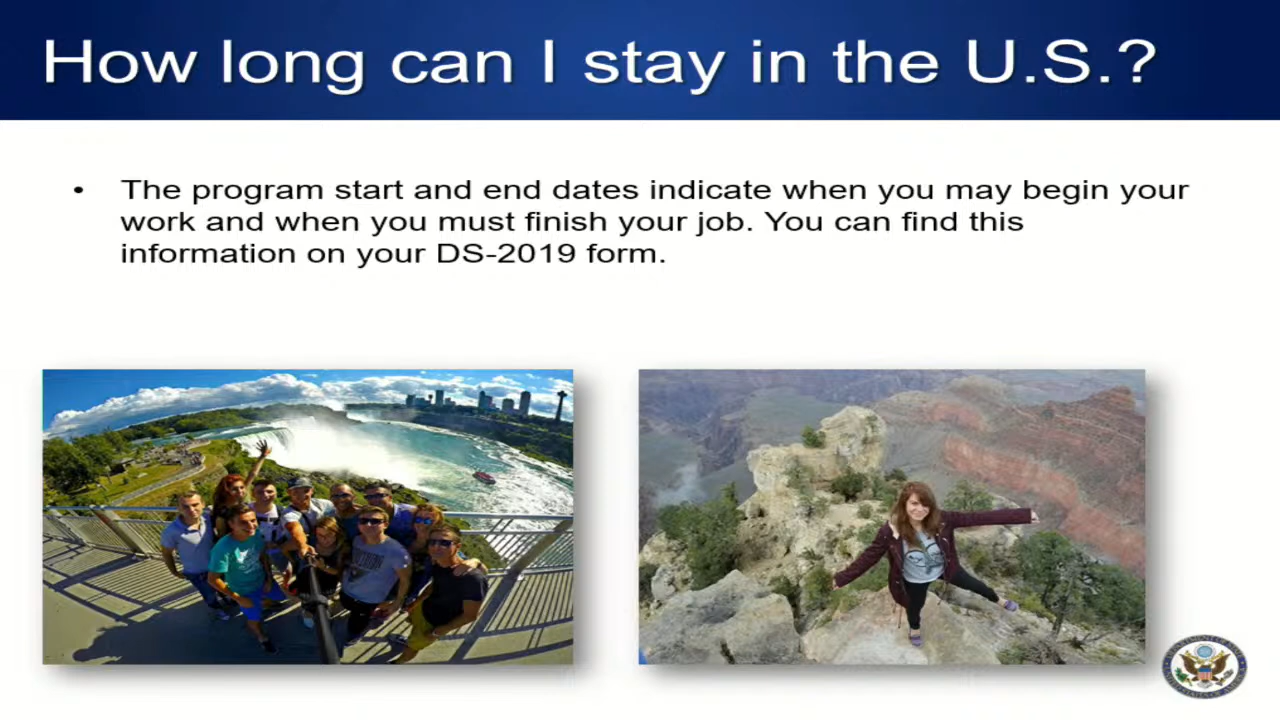 How long can I stay in the U.S.?
• The program start and end dates indicate when you may begin your
work and when you must finish your job. You can find this
information on your DS-2019 form.